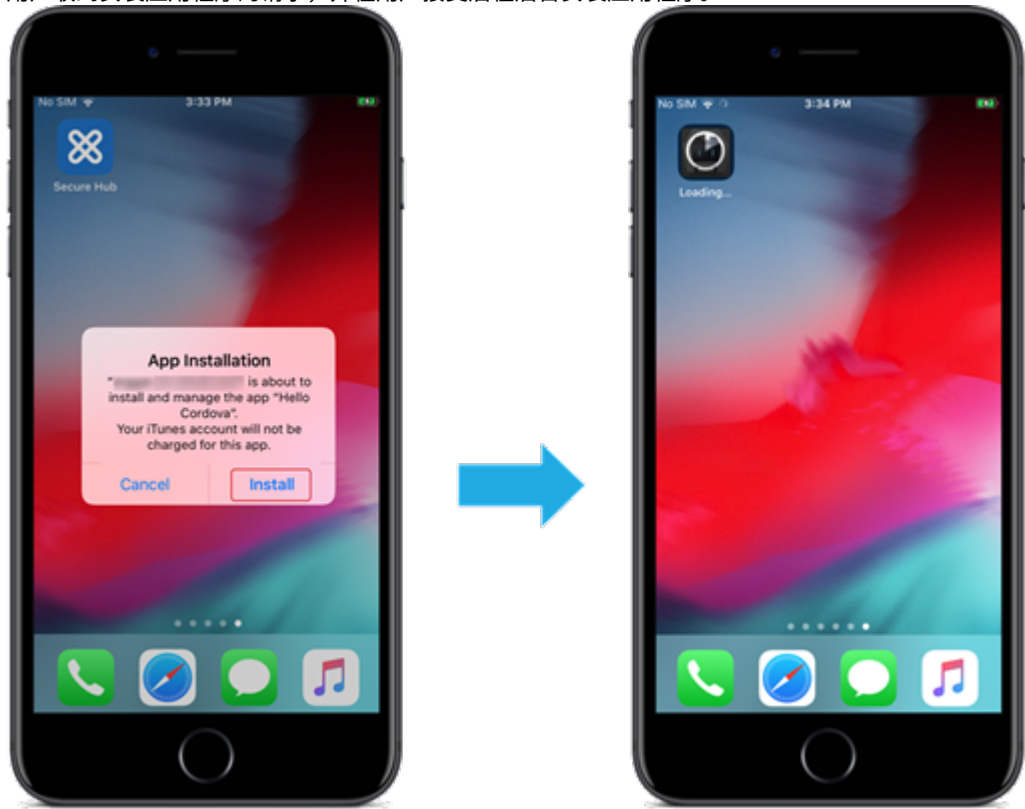 No SIM
3:33 PM
Secure Hub
App Installation
is about to
install and manage the app "Hello
Cordova".
Your iTunes account will not be
charged for this app.
Cancel
Install
No SIM
3:34 PM
Loading...